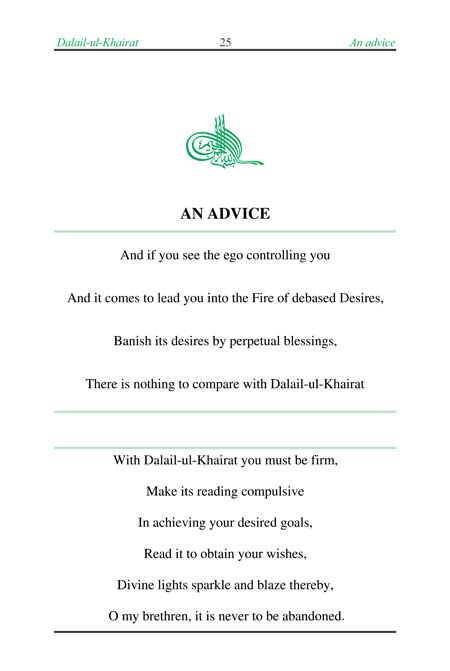 Dalail-ul-Khairat 25 An advice
AN ADVICE
And if you see the ego controlling you
And it comes to lead you into the Fire of debased Desires,
Banish its desires by perpetual blessings,
There is nothing to compare with Dalail-ul-Khairat
With Dalail-ul-Khairat you must be firm,
Make its reading compulsive
In achieving your desired goals,
Read it to obtain your wishes,
Divine lights sparkle and blaze thereby,
O my brethren, it is never to be abandoned.